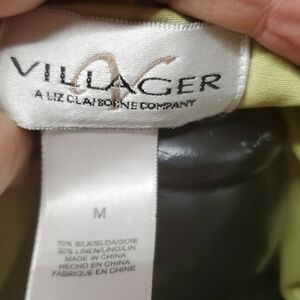 VILLAGER
A LIZ CLAIBORNE COMPANY
M
70% SILK/SEDA/SOIE
30% LINEN/LINO/LIN
MADE IN CHINA
HECHO EN CHINA
FABRIQUE EN CHINE